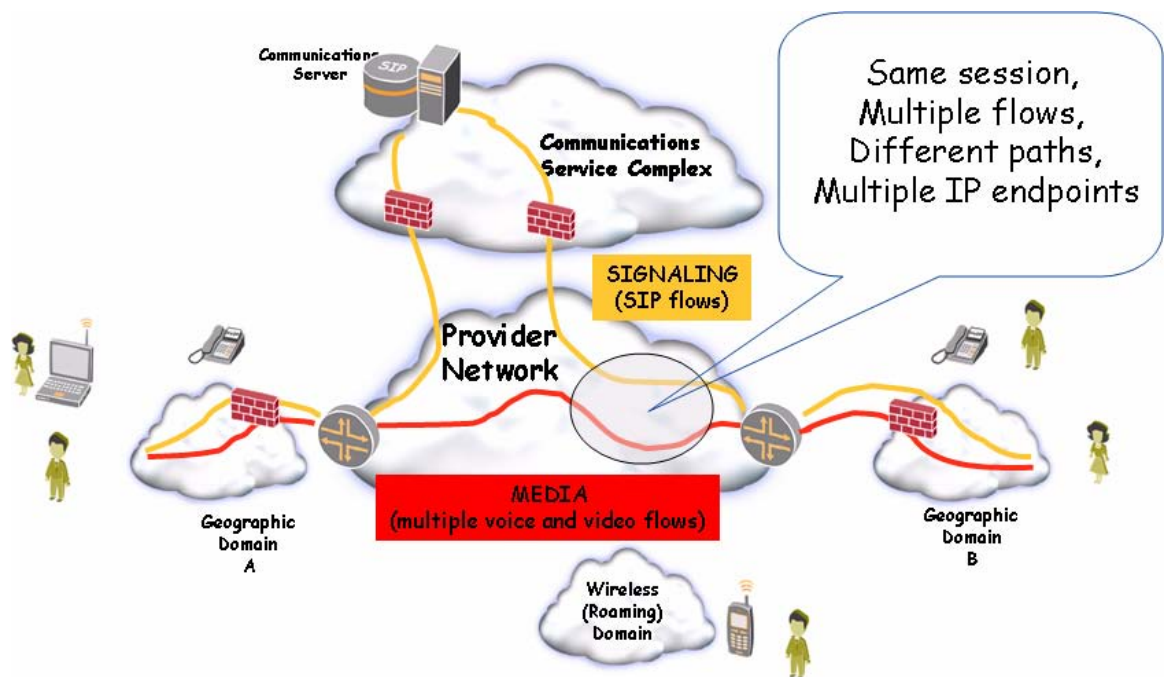 Communications
Server
SIP
Communications
Service Complex
Same session,
Multiple flows,
Different paths,
Multiple IP endpoints
SIGNALING
(SIP flows)
Provider
Network
MEDIA
(multiple voice and video flows)
Geographic
Domain
A
Geographic
Domain
B
Wireless
(Roaming)
Domain